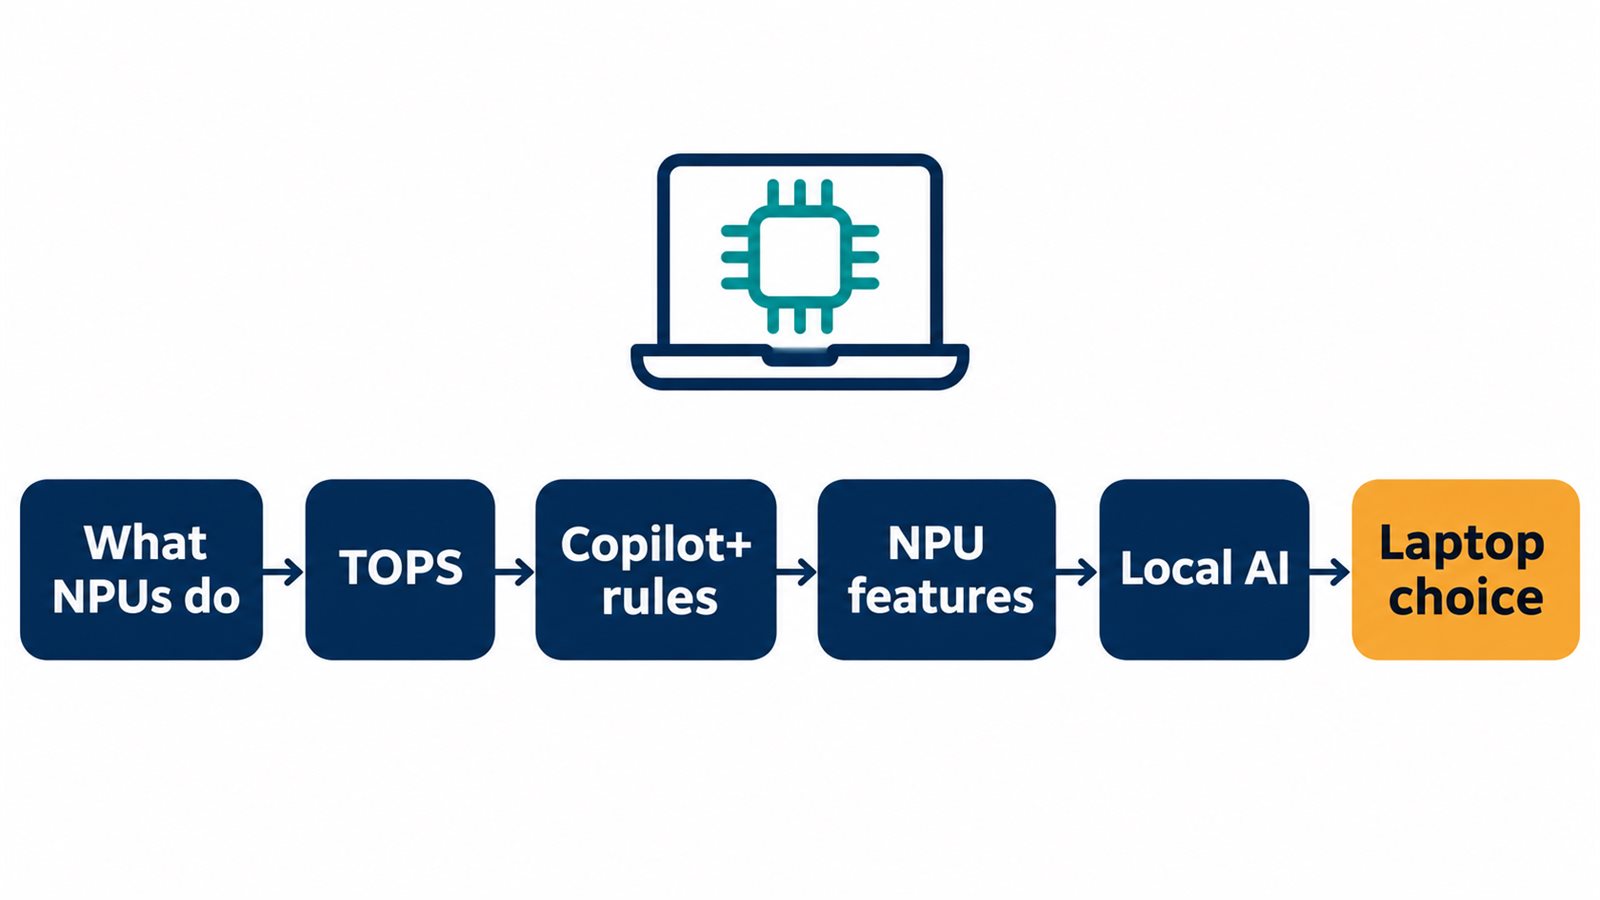 What
NPUs do
TOPS
Copilot+
rules
NPU
features
Local AI
Laptop
choice